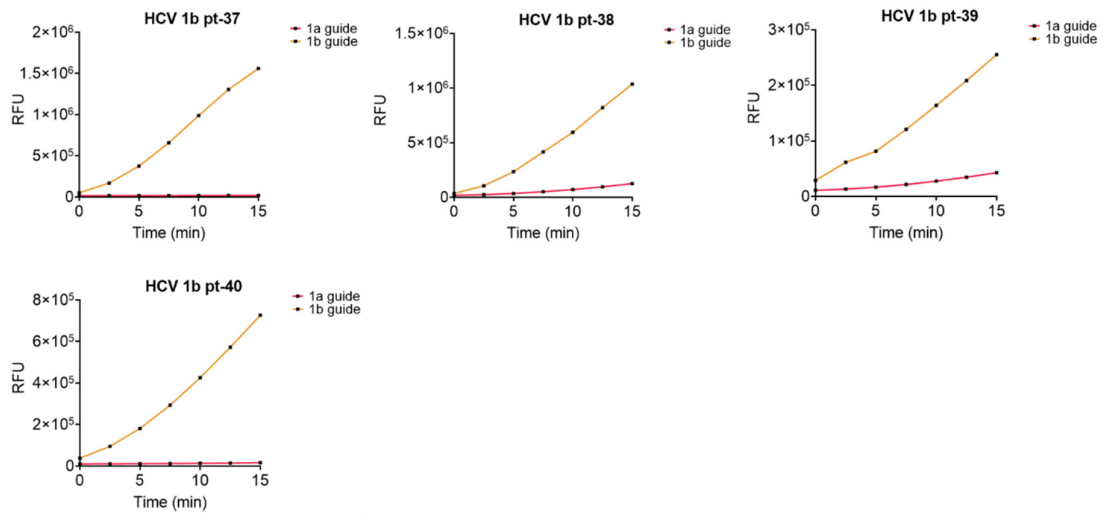 HCV 1b pt-37
1a guide
1b guide
2×10⁶
1.5×10⁶
1×10⁶
5×10⁵
0
RFU
0 5 10 15
Time (min)
HCV 1b pt-38
1a guide
1b guide
1.5×10⁶
1×10⁶
5×10⁵
0
RFU
0 5 10 15
Time (min)
HCV 1b pt-39
1a guide
1b guide
3×10⁵
2×10⁵
1×10⁵
0
RFU
0 5 10 15
Time (min)
HCV 1b pt-40
1a guide
1b guide
8×10⁵
6×10⁵
4×10⁵
2×10⁵
0
RFU
0 5 10 15
Time (min)